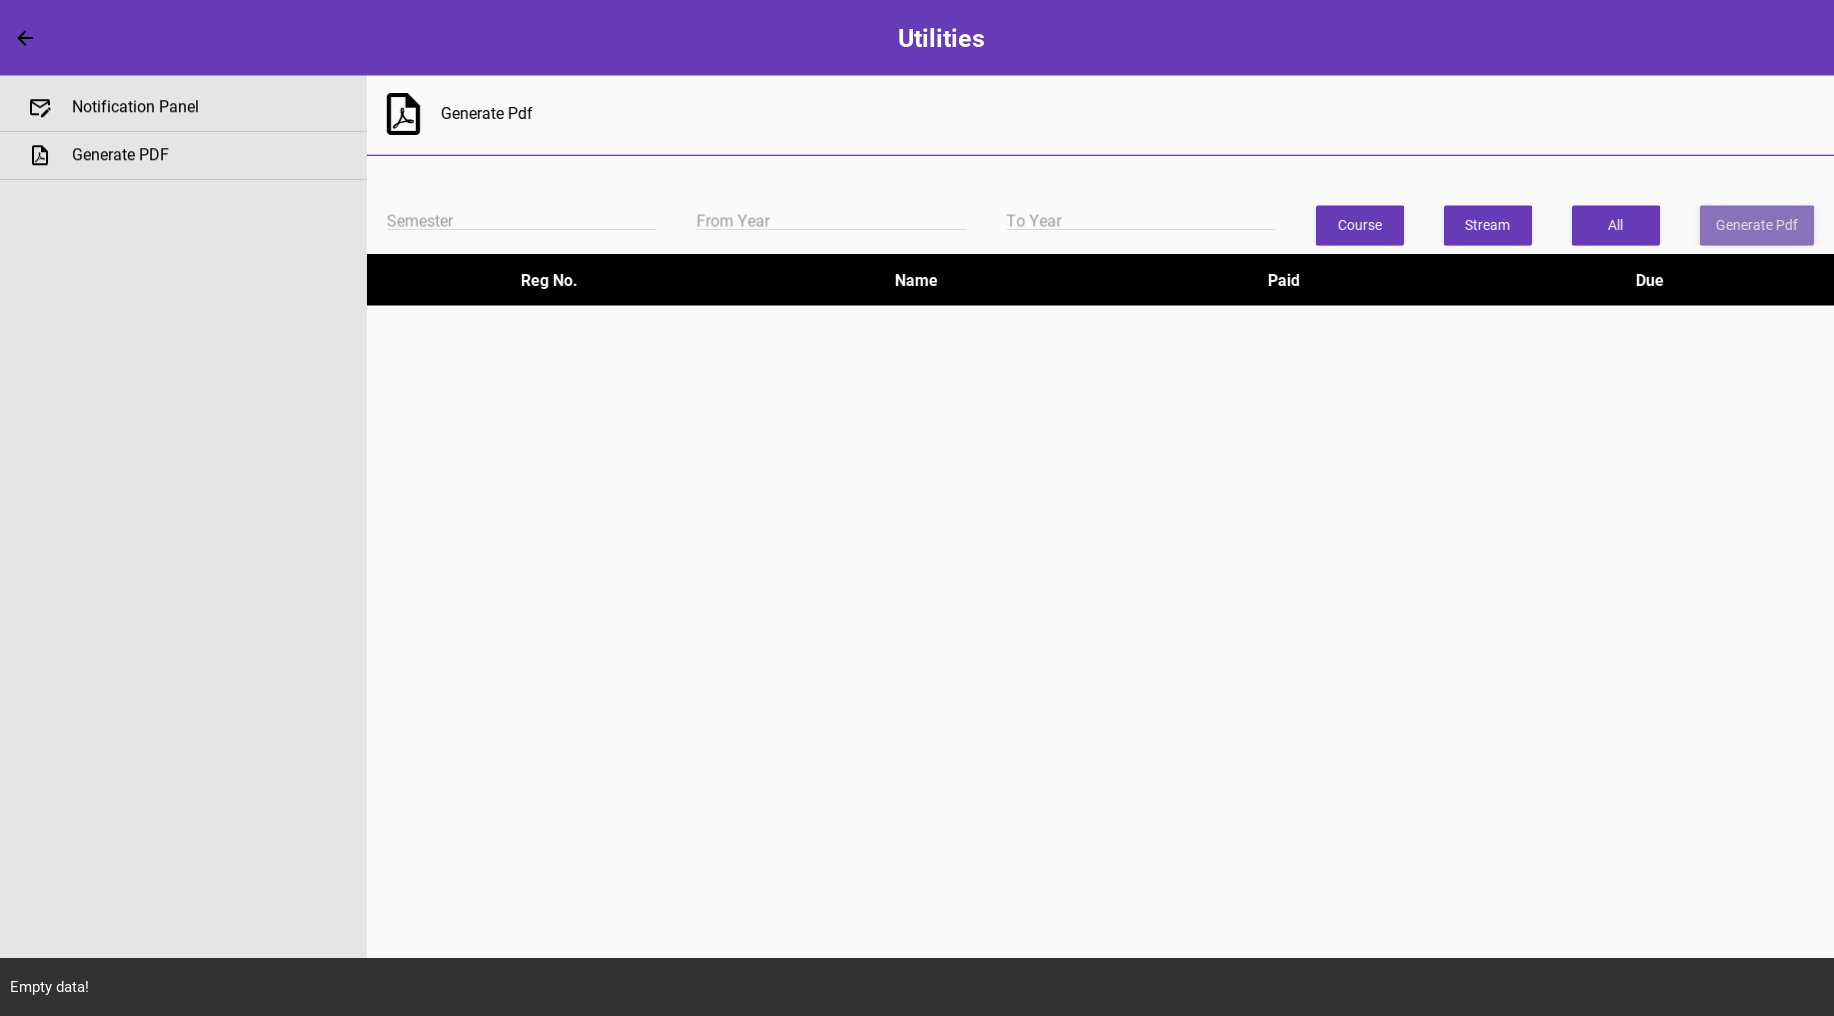 Utilities
Notification Panel
Generate PDF
Generate Pdf
Semester
From Year
To Year
Course
Stream
All
Generate Pdf
Reg No.
Name
Paid
Due
Empty data!